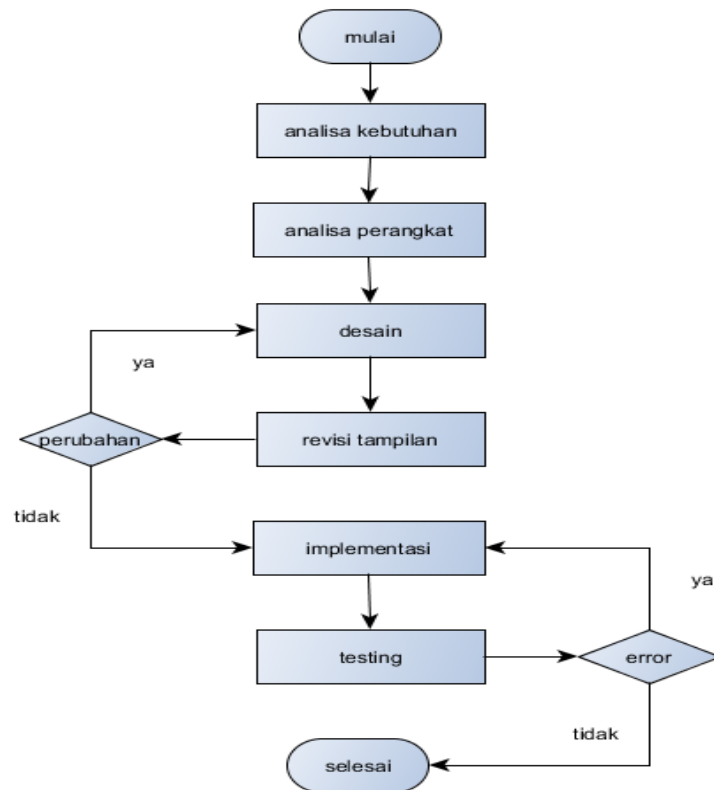 mulai
analisa kebutuhan
analisa perangkat
desain
ya
revisi tampilan
perubahan
tidak
implementasi
ya
testing
error
tidak
selesai